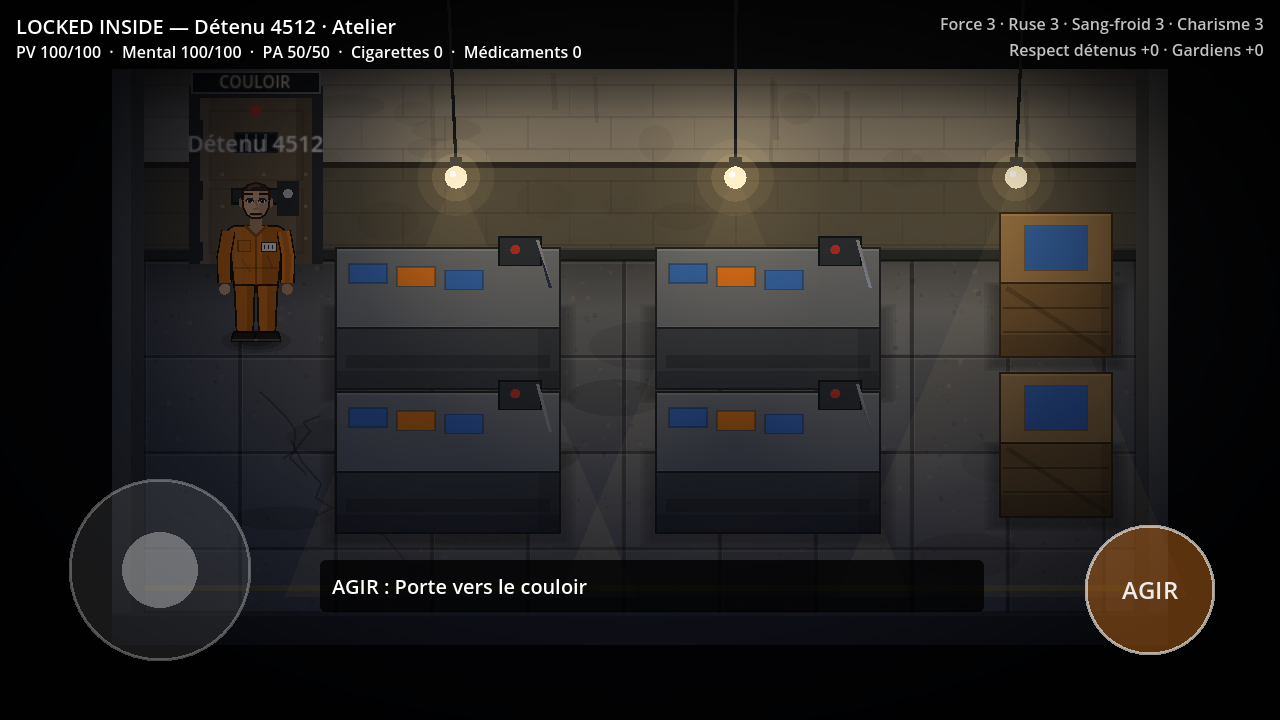 LOCKED INSIDE — Détenu 4512 · Atelier
PV 100/100 · Mental 100/100 · PA 50/50 · Cigarettes 0 · Médicaments 0
Force 3 · Ruse 3 · Sang-froid 3 · Charisme 3
Respect détenus +0 · Gardiens +0
COULOIR
Détenu 4512
AGIR : Porte vers le couloir
AGIR